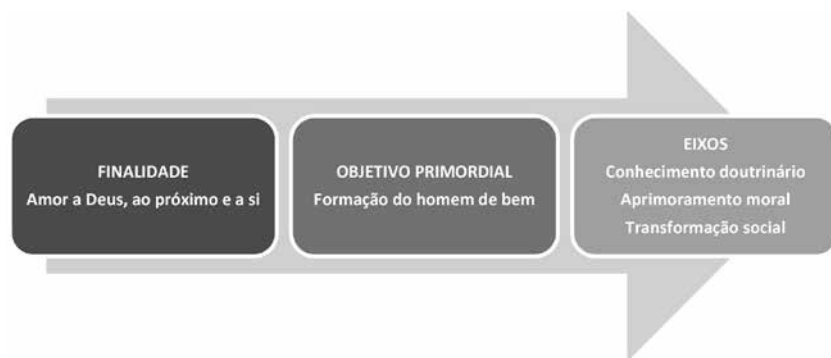 FINALIDADE
Amor a Deus, ao próximo e a si
OBJETIVO PRIMORDIAL
Formação do homem de bem
EIXOS
Conhecimento doutrinário
Aprimoramento moral
Transformação social